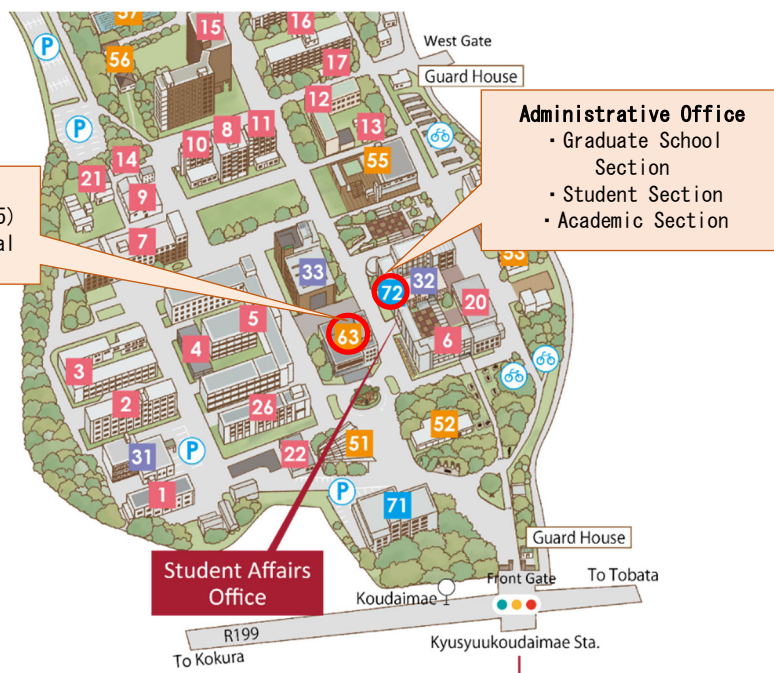 57
15
16
West Gate
P
56
17
Guard House
12
P
11
8
13
10
14
55
21
9
Administrative Office
・Graduate School
Section
・Student Section
・Academic Section
5)
al
7
33
53
72
32
20
5
63
6
4
3
2
26
52
51
31
P
22
1
P
71
Guard House
Student Affairs
Office
Front Gate
To Tobata
Koudaimae
R199
Kyusyuukoudaimae Sta.
To Kokura